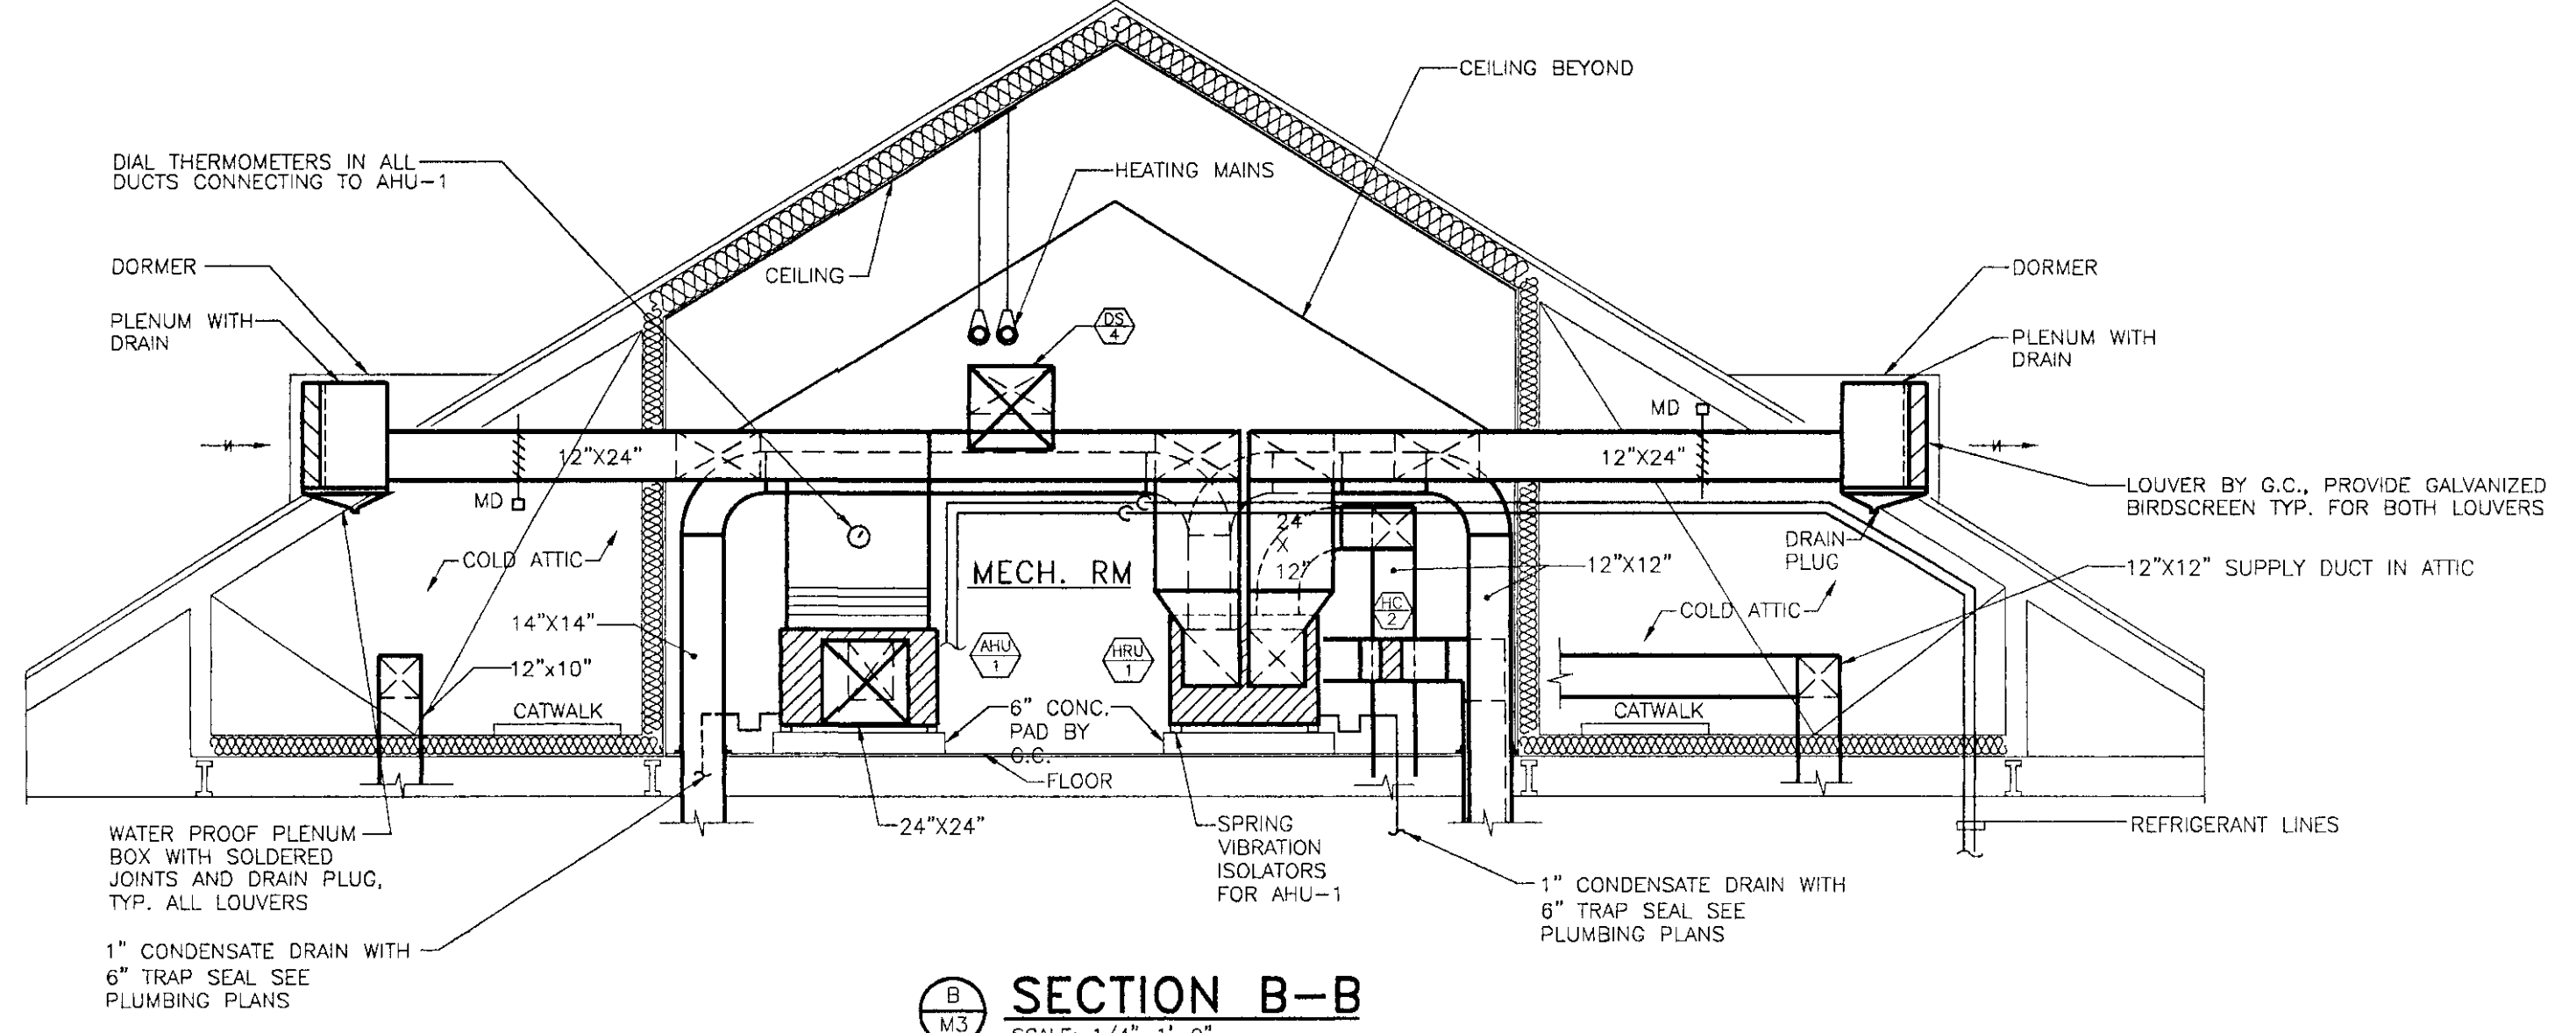 CEILING BEYOND
DIAL THERMOMETERS IN ALL
DUCTS CONNECTING TO AHU-1
HEATING MAINS
CEILING
DORMER
DORMER
PLENUM WITH
DRAIN
DS
4
PLENUM WITH
DRAIN
MD
12"X24"
12"X24"
MD
LOUVER BY G.C., PROVIDE GALVANIZED
BIRDSCREEN TYP. FOR BOTH LOUVERS
24"
X
12"
DRAIN
PLUG
COLD ATTIC
MECH. RM
12"X12"
12"X12" SUPPLY DUCT IN ATTIC
HC
2
COLD ATTIC
14"X14"
AHU
1
HRU
1
12"x10"
CATWALK
6" CONC.
PAD BY
G.C.
CATWALK
FLOOR
WATER PROOF PLENUM
BOX WITH SOLDERED
JOINTS AND DRAIN PLUG,
TYP. ALL LOUVERS
24"X24"
SPRING
VIBRATION
ISOLATORS
FOR AHU-1
REFRIGERANT LINES
1" CONDENSATE DRAIN WITH
6" TRAP SEAL SEE
PLUMBING PLANS
1" CONDENSATE DRAIN WITH
6" TRAP SEAL SEE
PLUMBING PLANS
B
M3
SECTION B-B